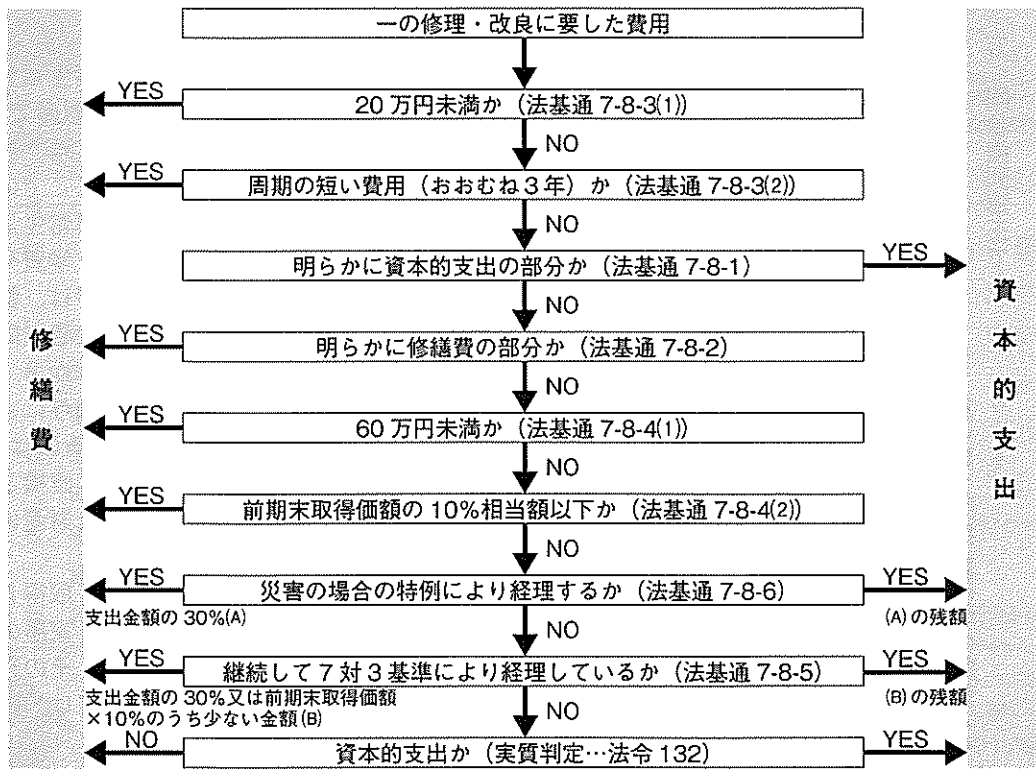 一の修理・改良に要した費用
YES
20万円未満か（法基通 7-8-3(1)）
NO
YES
周期の短い費用（おおむね3年）か（法基通 7-8-3(2)）
NO
明らかに資本的支出の部分か（法基通 7-8-1）
YES
NO
YES
明らかに修繕費の部分か（法基通 7-8-2）
NO
YES
60万円未満か（法基通 7-8-4(1)）
NO
YES
前期末取得価額の10%相当額以下か（法基通 7-8-4(2)）
NO
YES
災害の場合の特例により経理するか（法基通 7-8-6）
YES
支出金額の30%(A)
(A)の残額
NO
YES
継続して7対3基準により経理しているか（法基通 7-8-5）
YES
支出金額の30%又は前期末取得価額
×10%のうち少ない金額(B)
(B)の残額
NO
NO
資本的支出か（実質判定…法令132）
YES
修繕費
資本的支出